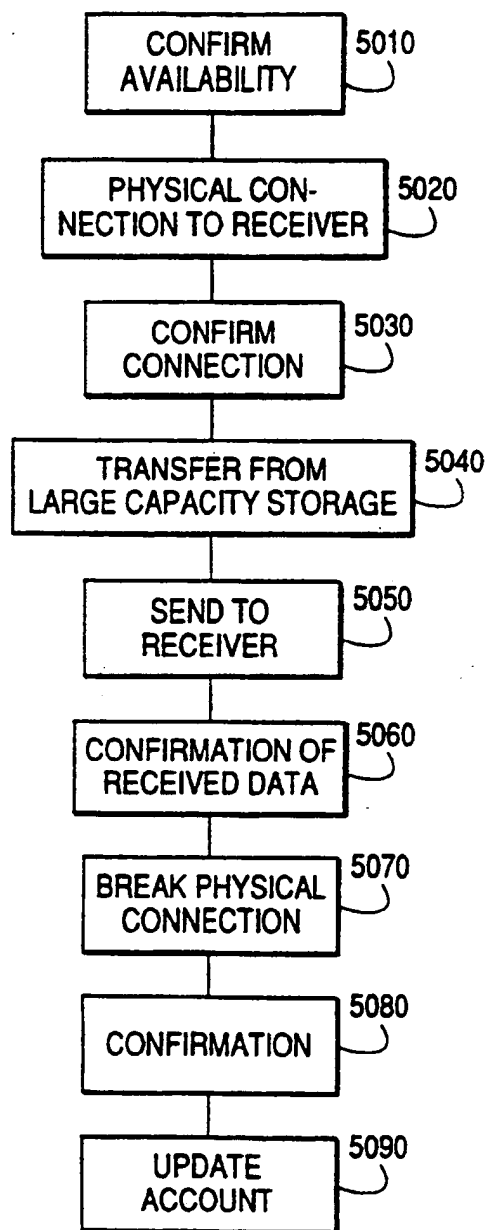 CONFIRM
AVAILABILITY
5010
PHYSICAL CON-
NECTION TO RECEIVER
5020
CONFIRM
CONNECTION
5030
TRANSFER FROM
LARGE CAPACITY STORAGE
5040
SEND TO
RECEIVER
5050
CONFIRMATION OF
RECEIVED DATA
5060
BREAK PHYSICAL
CONNECTION
5070
CONFIRMATION
5080
UPDATE
ACCOUNT
5090